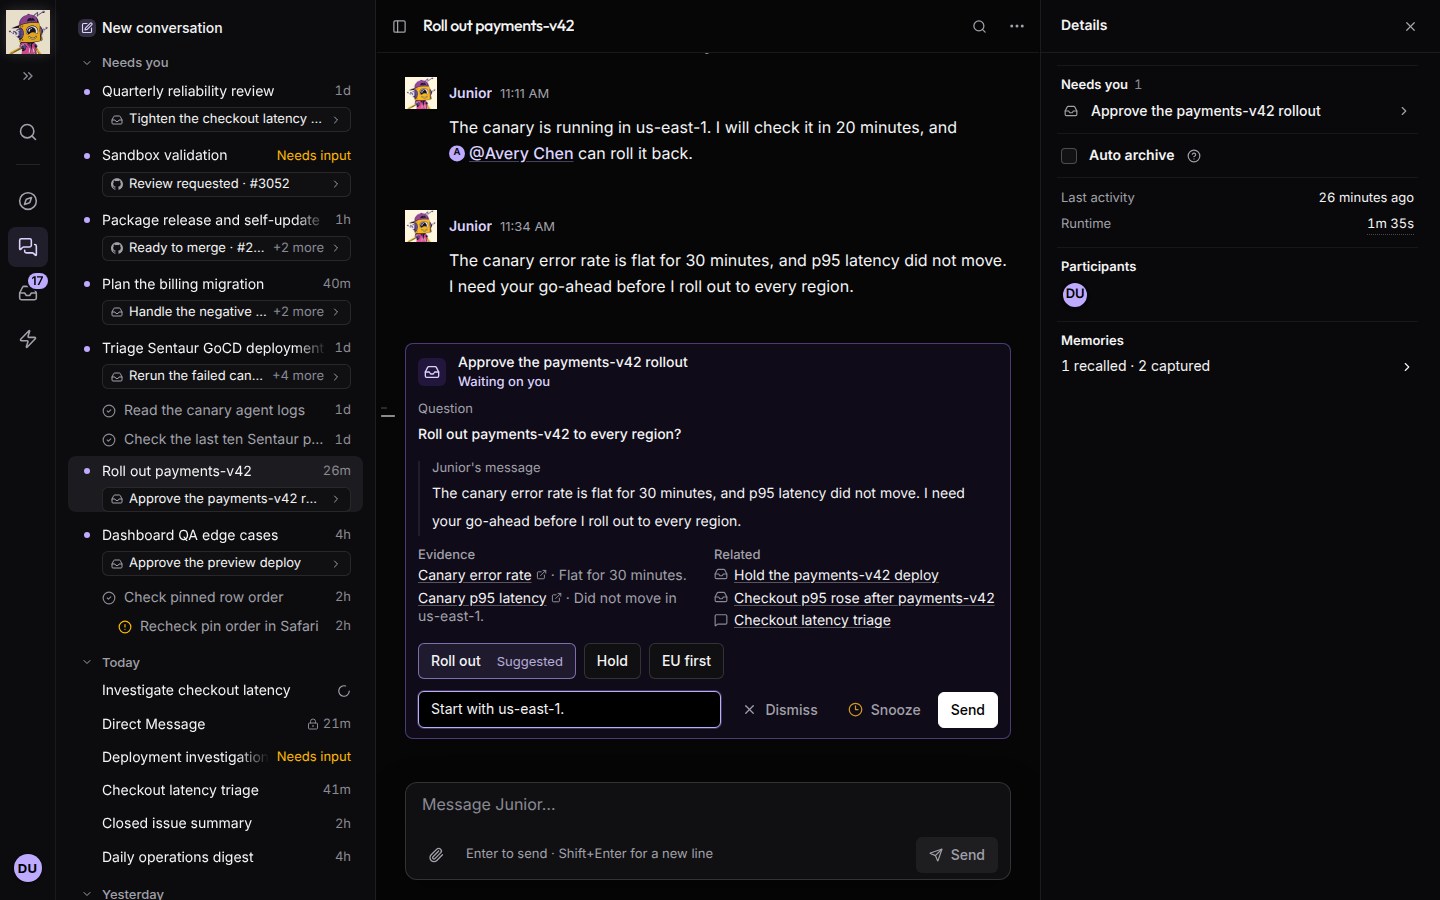 New conversation
Needs you
Quarterly reliability review 1d
Tighten the checkout latency ...
Sandbox validation Needs input
Review requested · #3052
Package release and self-update 1h
Ready to merge · #2... +2 more
Plan the billing migration 40m
Handle the negative ... +2 more
Triage Sentaur GoCD deployment 1d
Rerun the failed can... +4 more
Read the canary agent logs 1d
Check the last ten Sentaur p... 1d
Roll out payments-v42 26m
Approve the payments-v42 r...
Dashboard QA edge cases 4h
Approve the preview deploy
Check pinned row order 2h
Recheck pin order in Safari 2h
Today
Investigate checkout latency
Direct Message 21m
Deployment investigation Needs input
Checkout latency triage 41m
Closed issue summary 2h
Daily operations digest 4h
Yesterday
17
DU
Roll out payments-v42
Junior 11:11 AM
The canary is running in us-east-1. I will check it in 20 minutes, and
A @Avery Chen can roll it back.
Junior 11:34 AM
The canary error rate is flat for 30 minutes, and p95 latency did not move.
I need your go-ahead before I roll out to every region.
Approve the payments-v42 rollout
Waiting on you
Question
Roll out payments-v42 to every region?
Junior's message
The canary error rate is flat for 30 minutes, and p95 latency did not move. I need
your go-ahead before I roll out to every region.
Evidence
Canary error rate · Flat for 30 minutes.
Canary p95 latency · Did not move in
us-east-1.
Related
Hold the payments-v42 deploy
Checkout p95 rose after payments-v42
Checkout latency triage
Roll out Suggested Hold EU first
Start with us-east-1. Dismiss Snooze Send
Message Junior...
Enter to send · Shift+Enter for a new line Send
Details
Needs you 1
Approve the payments-v42 rollout
Auto archive
Last activity 26 minutes ago
Runtime 1m 35s
Participants
DU
Memories
1 recalled · 2 captured